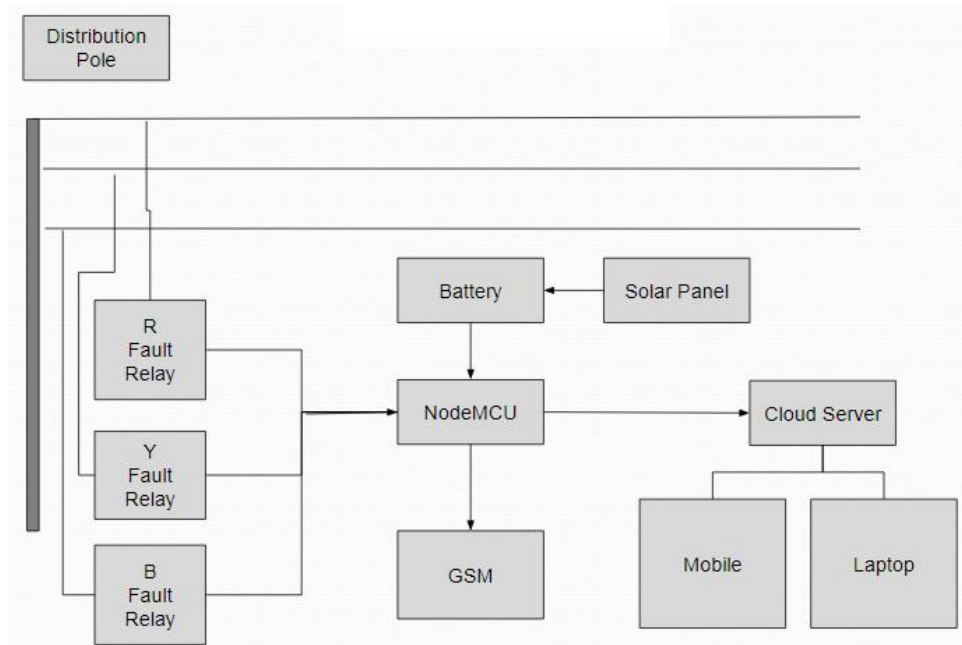 Distribution
Pole
Battery
Solar Panel
R
Fault
Relay
NodeMCU
Cloud Server
Y
Fault
Relay
GSM
Mobile
Laptop
B
Fault
Relay